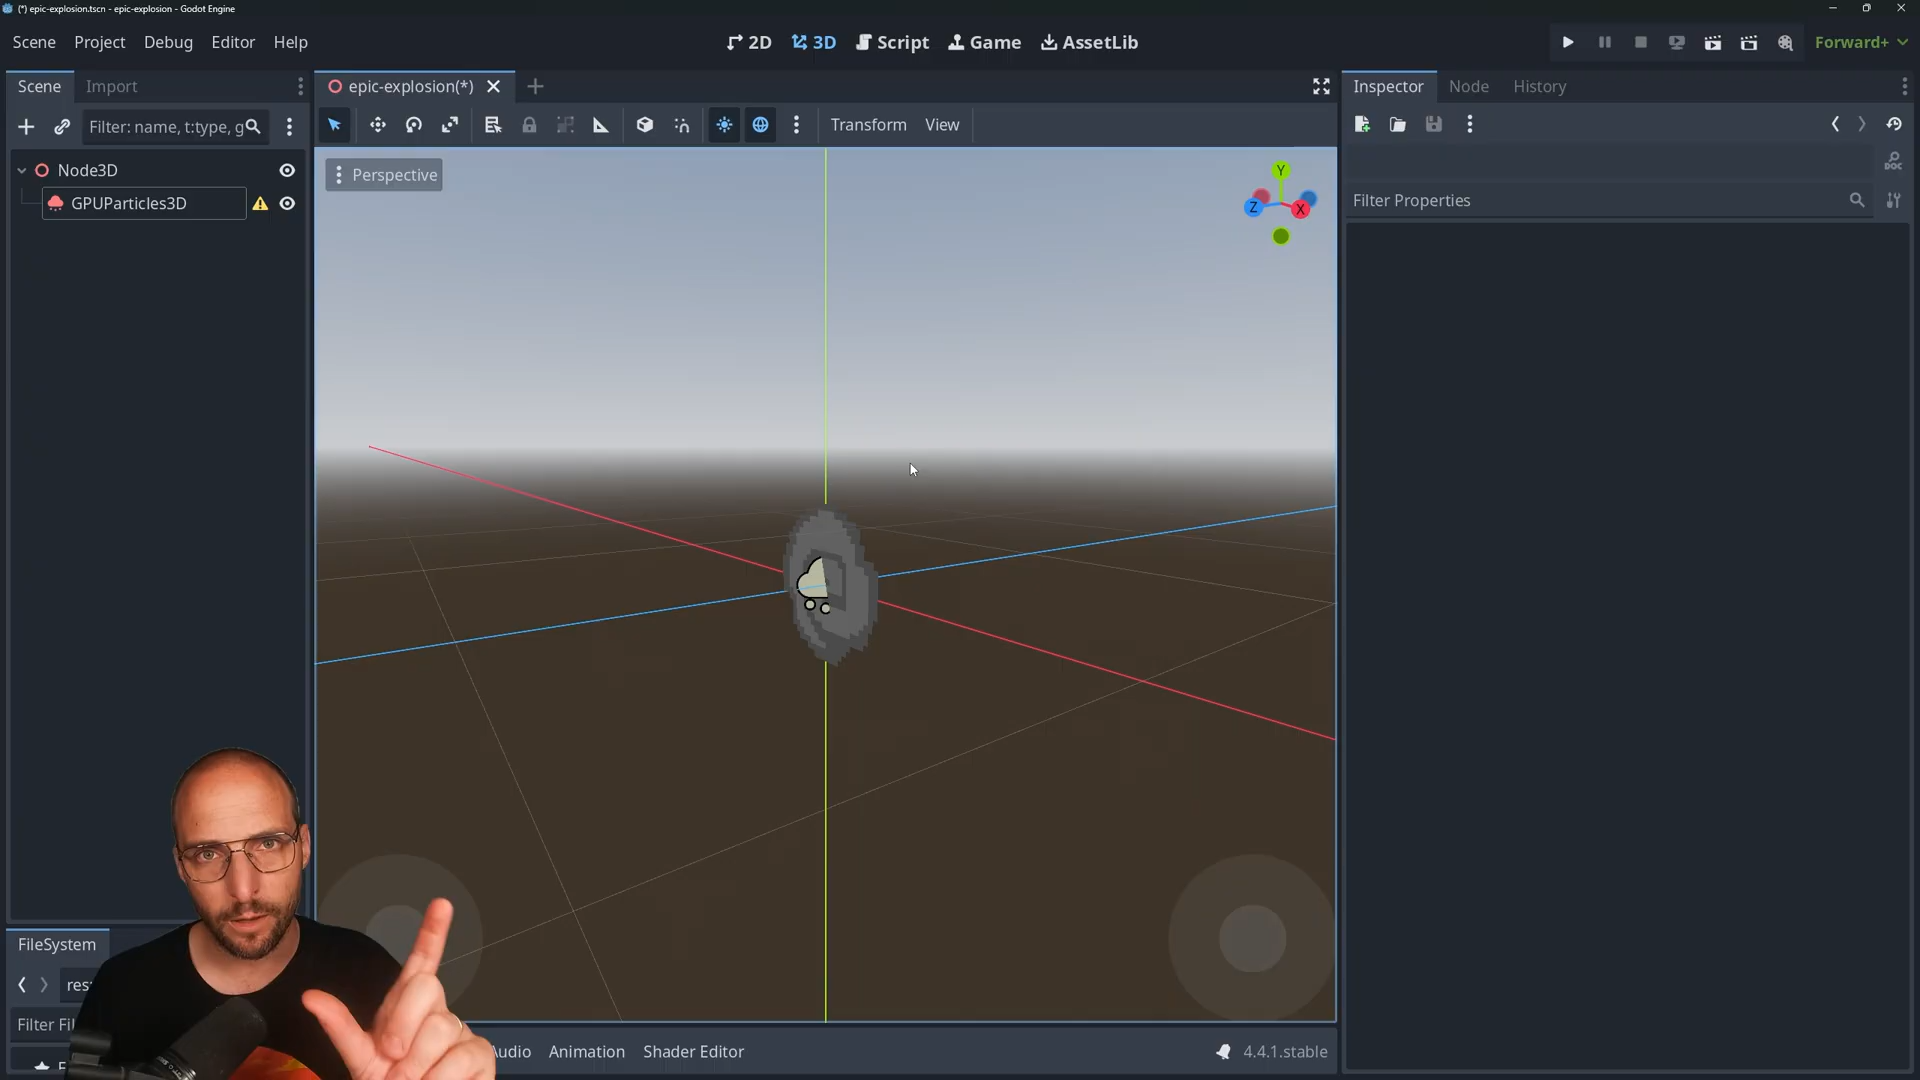 (*) epic-explosion.tscn - epic-explosion - Godot Engine
Scene Project Debug Editor Help
2D 3D Script Game AssetLib
Forward+
Scene Import
epic-explosion(*)
Inspector Node History
Filter: name, t:type, g
Transform View
Node3D
GPUParticles3D
Perspective
Y
Z
X
DOC
Filter Properties
FileSystem
res:
Filter Fil
Audio Animation Shader Editor
4.4.1.stable